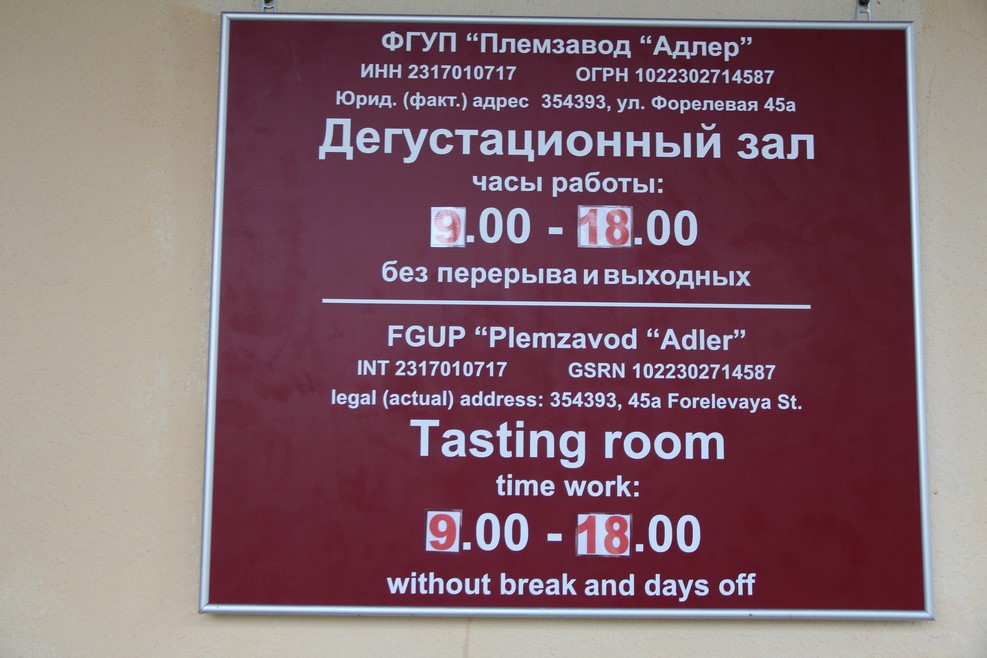 ФГУП “Племзавод “Адлер”
ИНН 2317010717 ОГРН 1022302714587
Юрид. (факт.) адрес 354393, ул. Форелевая 45а
Дегустационный зал
часы работы:
9.00 - 18.00
без перерыва и выходных
FGUP “Plemzavod “Adler”
INT 2317010717 GSRN 1022302714587
legal (actual) address: 354393, 45a Forelevaya St.
Tasting room
time work:
9.00 - 18.00
without break and days off